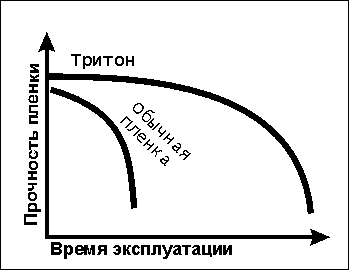 Тритон
Обычная
пленка
Прочность пленки
Время эксплуатации